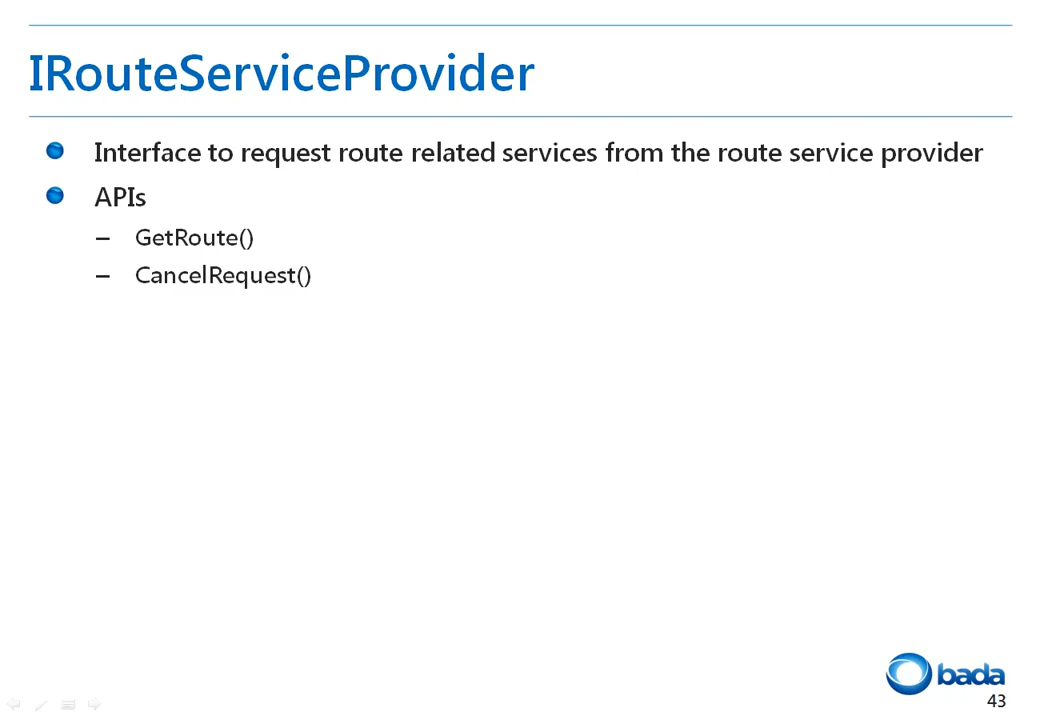 IRouteServiceProvider
Interface to request route related services from the route service provider
APIs
– GetRoute()
– CancelRequest()
bada
43